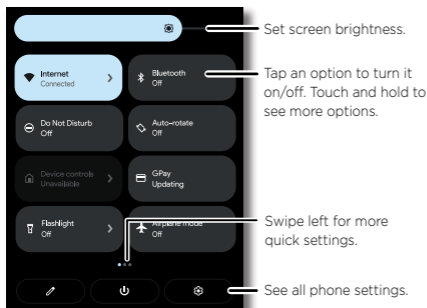 Set screen brightness.
Internet
Connected
Bluetooth
Off
Tap an option to turn it
on/off. Touch and hold to
see more options.
Do Not Disturb
Off
Auto-rotate
Off
Device controls
Unavailable
GPay
Updating
Flashlight
Off
Airplane mode
Off
Swipe left for more
quick settings.
See all phone settings.